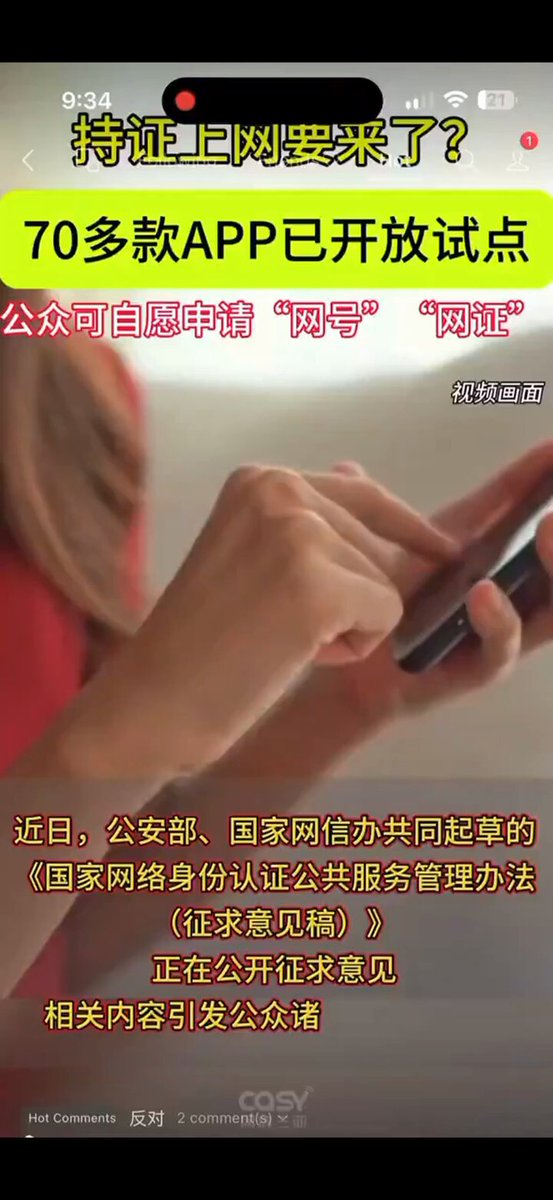 9:34
21
持证上网要来了？
1
70多款APP已开放试点
公众可自愿申请“网号” “网证”
视频画面
近日，公安部、国家网信办共同起草的
《国家网络身份认证公共服务管理办法
（征求意见稿）》
正在公开征求意见
相关内容引发公众诸
casy
Hot Comments 反对 2 comment(s)